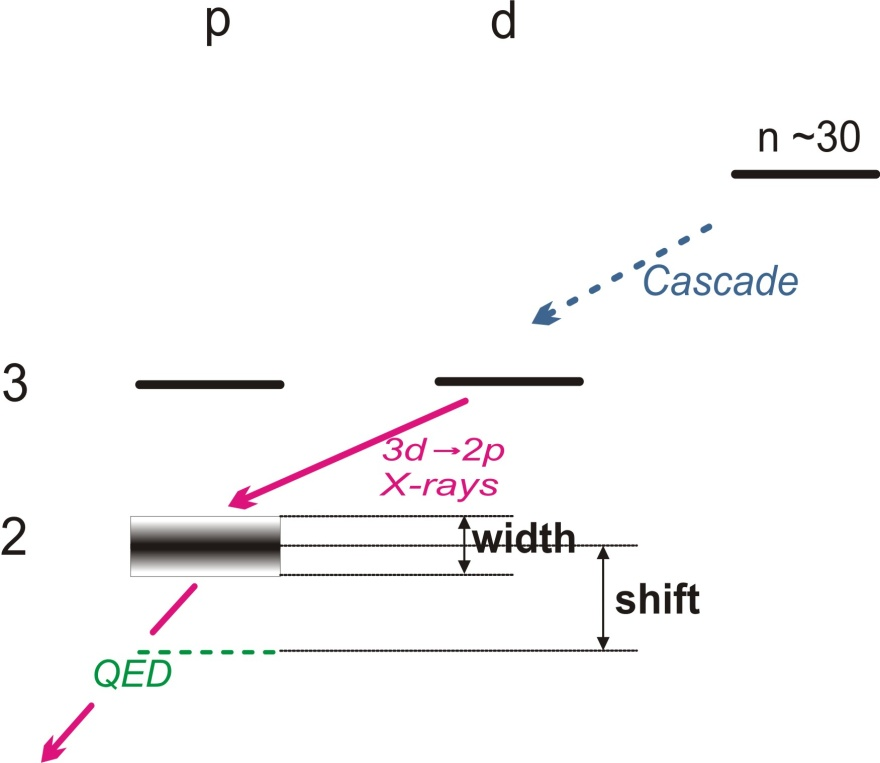 p d
n ~30
Cascade
3
3d→2p
X-rays
2
width
shift
QED